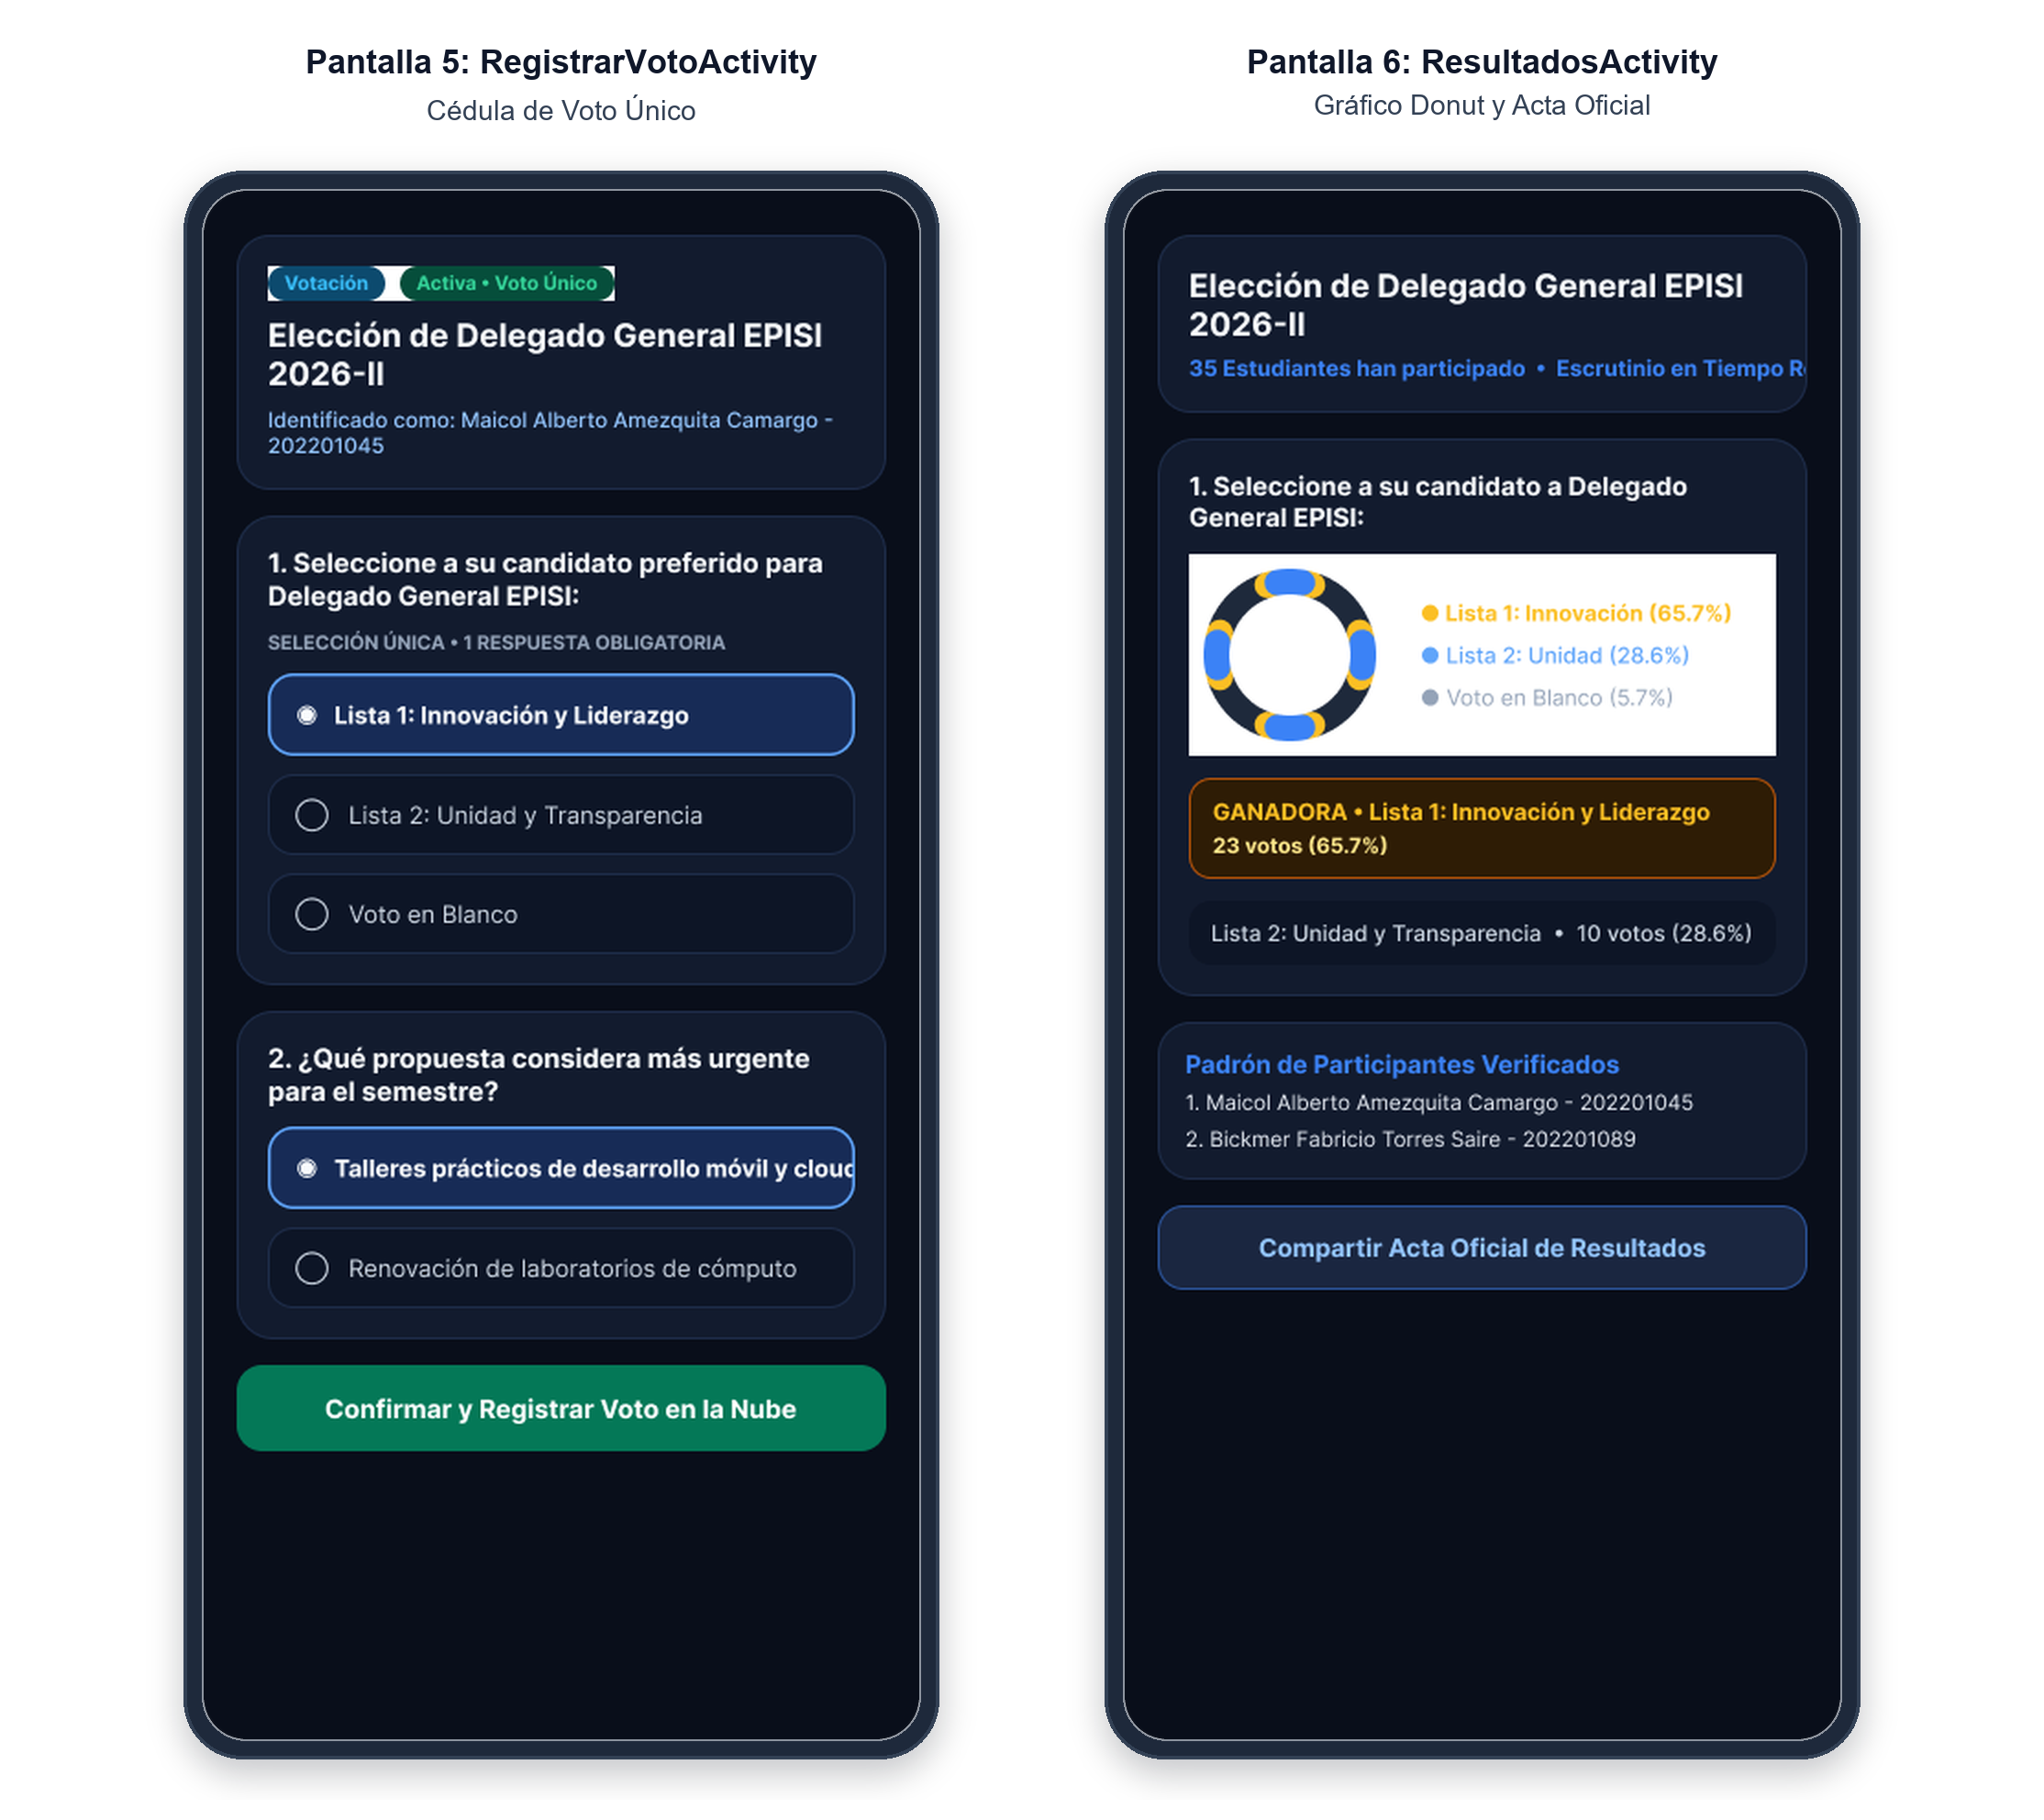 Pantalla 5: RegistrarVotoActivity
Cédula de Voto Único
Votación
Activa • Voto Único
Elección de Delegado General EPISI
2026-II
Identificado como: Maicol Alberto Amezquita Camargo -
202201045
1. Seleccione a su candidato preferido para
Delegado General EPISI:
SELECCIÓN ÚNICA • 1 RESPUESTA OBLIGATORIA
Lista 1: Innovación y Liderazgo
Lista 2: Unidad y Transparencia
Voto en Blanco
2. ¿Qué propuesta considera más urgente
para el semestre?
Talleres prácticos de desarrollo móvil y cloud
Renovación de laboratorios de cómputo
Confirmar y Registrar Voto en la Nube
Pantalla 6: ResultadosActivity
Gráfico Donut y Acta Oficial
Elección de Delegado General EPISI
2026-II
35 Estudiantes han participado • Escrutinio en Tiempo R
1. Seleccione a su candidato a Delegado
General EPISI:
Lista 1: Innovación (65.7%)
Lista 2: Unidad (28.6%)
Voto en Blanco (5.7%)
GANADORA • Lista 1: Innovación y Liderazgo
23 votos (65.7%)
Lista 2: Unidad y Transparencia • 10 votos (28.6%)
Padrón de Participantes Verificados
1. Maicol Alberto Amezquita Camargo - 202201045
2. Bickmer Fabricio Torres Saire - 202201089
Compartir Acta Oficial de Resultados